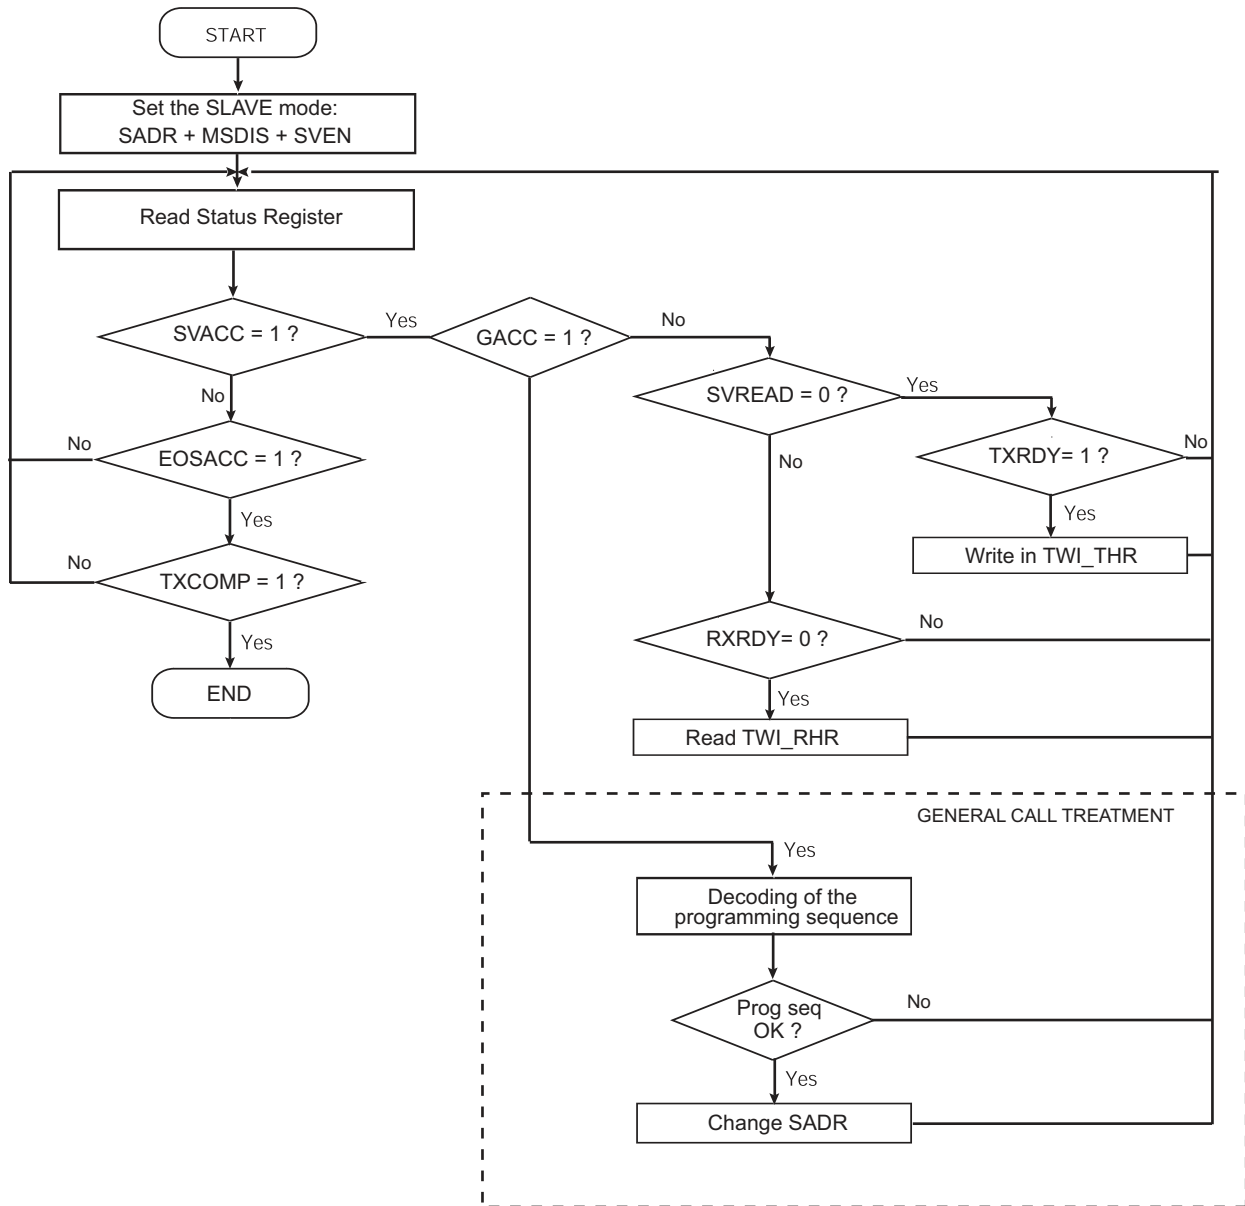 START
Set the SLAVE mode:
SADR + MSDIS + SVEN
Read Status Register
SVACC = 1 ?
Yes
GACC = 1 ?
No
No
SVREAD = 0 ?
Yes
No
EOSACC = 1 ?
No
TXRDY= 1 ?
No
Yes
Yes
Write in TWI_THR
No
TXCOMP = 1 ?
Yes
RXRDY= 0 ?
No
END
Yes
Read TWI_RHR
GENERAL CALL TREATMENT
Yes
Decoding of the
programming sequence
Prog seq
OK ?
No
Yes
Change SADR